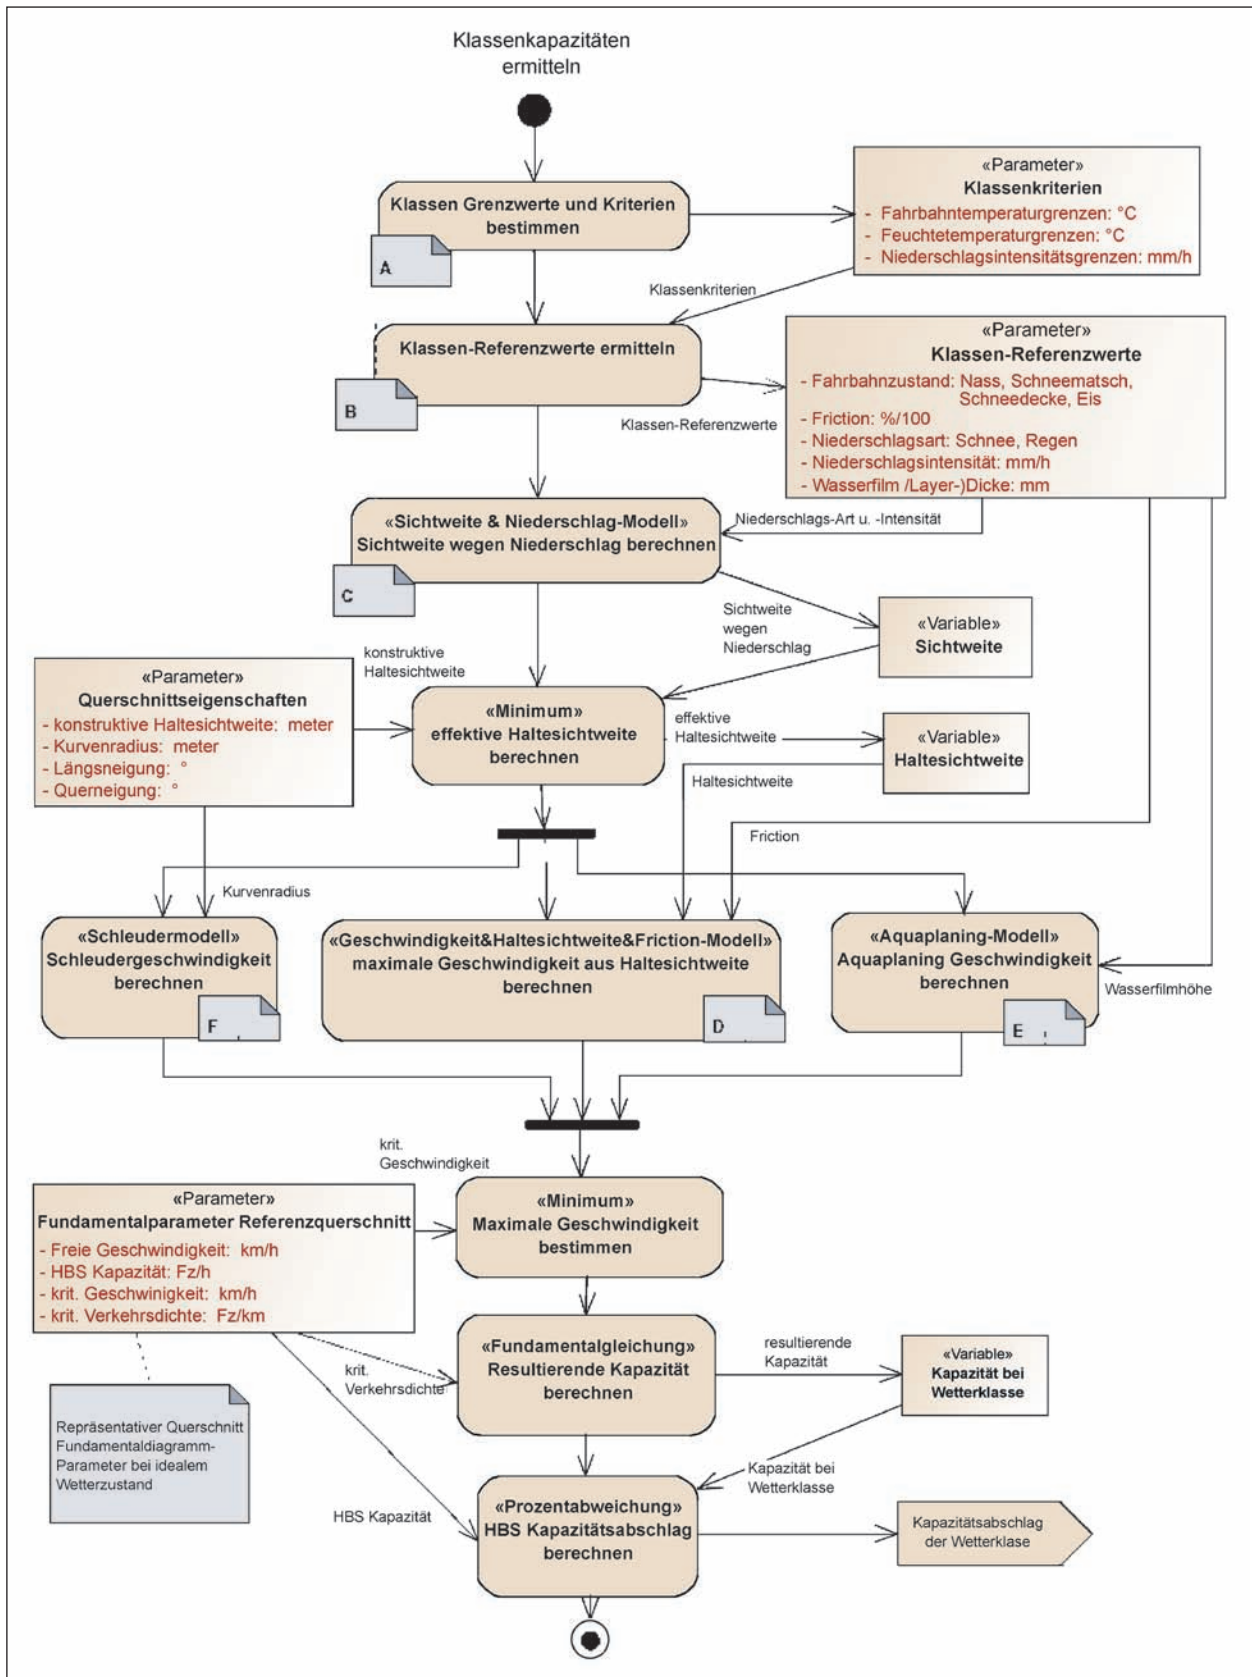 Klassenkapazitäten
ermitteln
«Parameter»
Klassenkriterien
- Fahrbahntemperaturgrenzen: °C
- Feuchtetemperaturgrenzen: °C
- Niederschlagsintensitätsgrenzen: mm/h
Klassen Grenzwerte und Kriterien
bestimmen
A
Klassenkriterien
«Parameter»
Klassen-Referenzwerte
- Fahrbahnzustand: Nass, Schneematsch,
Schneedecke, Eis
- Friction: %/100
- Niederschlagsart: Schnee, Regen
- Niederschlagsintensität: mm/h
- Wasserfilm /Layer-)Dicke: mm
Klassen-Referenzwerte ermitteln
B
Klassen-Referenzwerte
Niederschlags-Art u. -Intensität
«Sichtweite & Niederschlag-Modell»
Sichtweite wegen Niederschlag berechnen
C
Sichtweite
wegen
Niederschlag
«Variable»
Sichtweite
konstruktive
Haltesichtweite
«Parameter»
Querschnittseigenschaften
- konstruktive Haltesichtweite: meter
- Kurvenradius: meter
- Längsneigung: °
- Querneigung: °
«Minimum»
effektive Haltesichtweite
berechnen
effektive
Haltesichtweite
«Variable»
Haltesichtweite
Haltesichtweite
Friction
Kurvenradius
«Schleudermodell»
Schleudergeschwindigkeit
berechnen
F
«Geschwindigkeit&Haltesichtweite&Friction-Modell»
maximale Geschwindigkeit aus Haltesichtweite
berechnen
D
«Aquaplaning-Modell»
Aquaplaning Geschwindigkeit
berechnen
E
Wasserfilmhöhe
krit.
Geschwindigkeit
«Parameter»
Fundamentalparameter Referenzquerschnitt
- Freie Geschwindigkeit: km/h
- HBS Kapazität: Fz/h
- krit. Geschwinigkeit: km/h
- krit. Verkehrsdichte: Fz/km
«Minimum»
Maximale Geschwindigkeit
bestimmen
«Fundamentalgleichung»
Resultierende Kapazität
berechnen
resultierende
Kapazität
«Variable»
Kapazität bei
Wetterklasse
krit.
Verkehrsdichte
Repräsentativer Querschnitt
Fundamentaldiagramm-
Parameter bei idealem
Wetterzustand
Kapazität bei
Wetterklasse
HBS Kapazität
«Prozentabweichung»
HBS Kapazitätsabschlag
berechnen
Kapazitätsabschlag
der Wetterklase